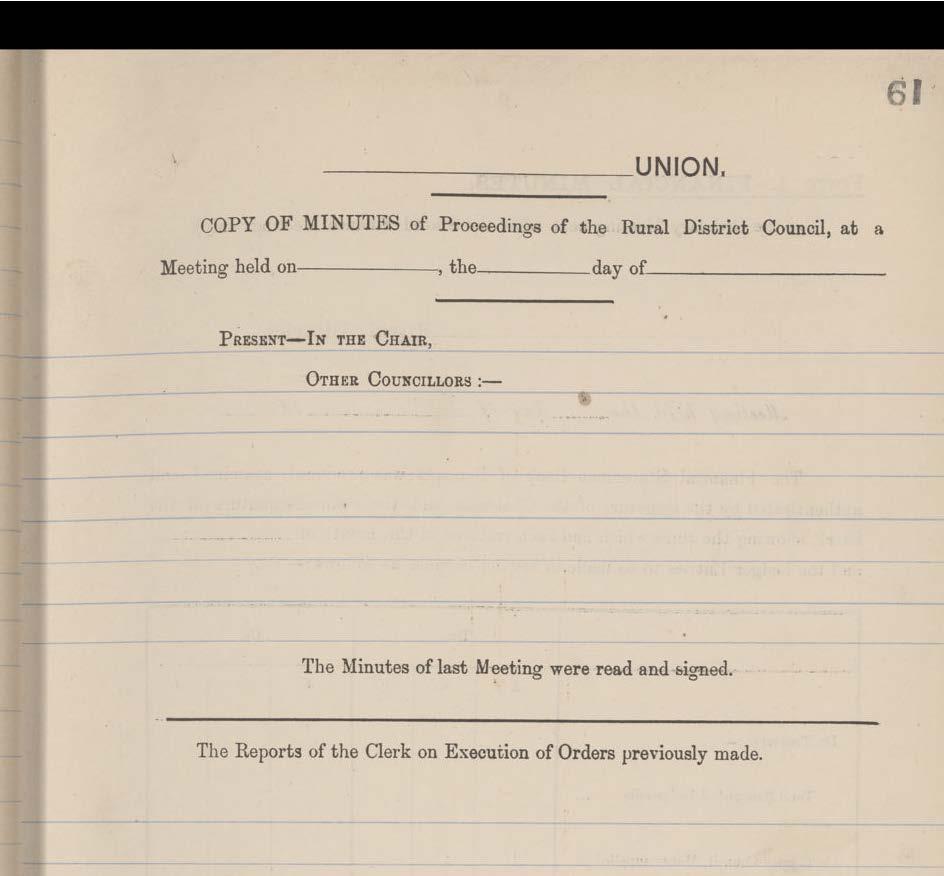 61
UNION.
COPY OF MINUTES of Proceedings of the Rural District Council, at a
Meeting held on, the day of
PRESENT—IN THE CHAIR,
OTHER COUNCILLORS :—
The Minutes of last Meeting were read and signed.
The Reports of the Clerk on Execution of Orders previously made.